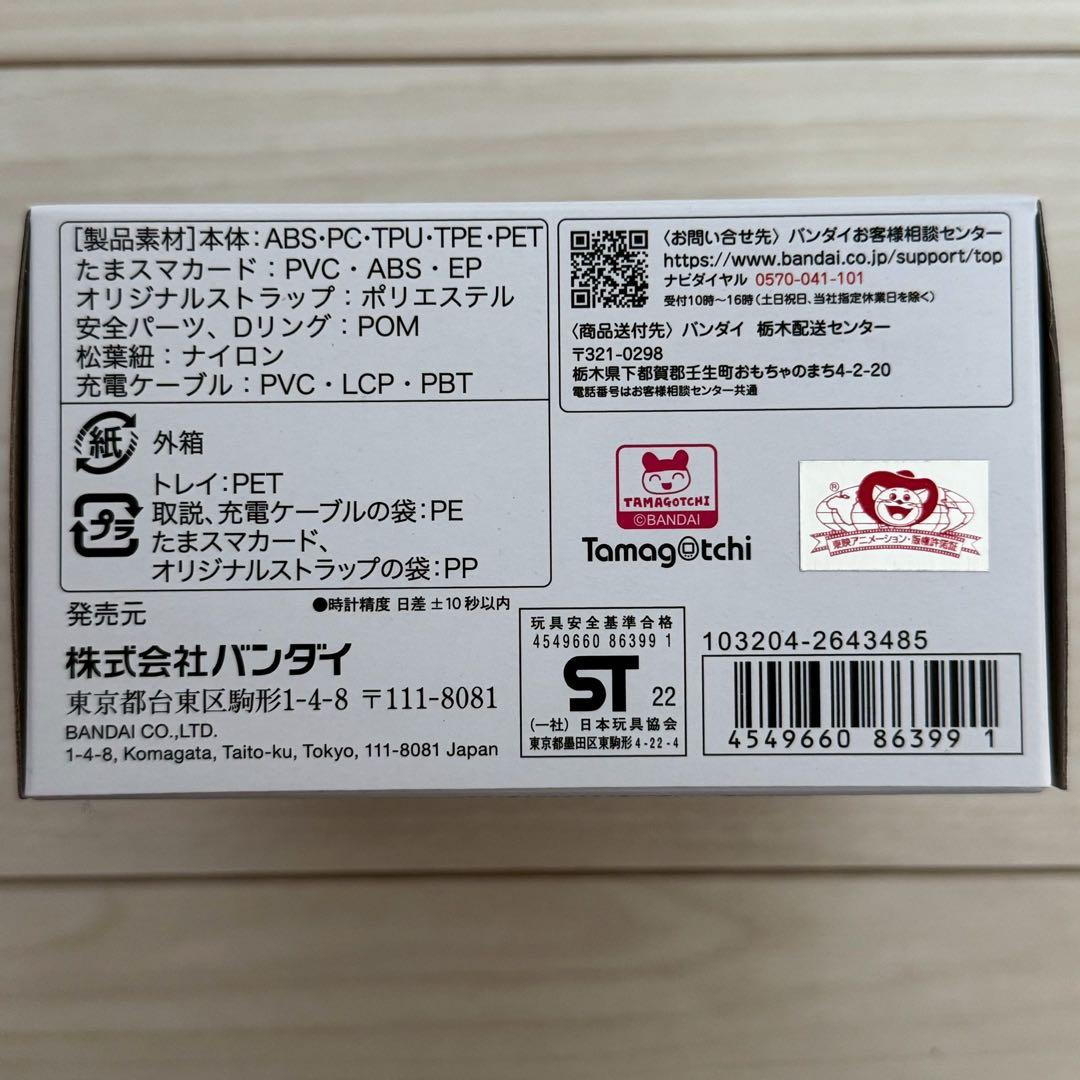 ［製品素材］本体：ABS・PC・TPU・TPE・PET
たまスマカード：PVC・ABS・EP
オリジナルストラップ：ポリエステル
安全パーツ、Dリング：POM
松葉紐：ナイロン
充電ケーブル：PVC・LCP・PBT
紙 外箱
プラ
トレイ：PET
取説、充電ケーブルの袋：PE
たまスマカード、
オリジナルストラップの袋：PP
●時計精度 日差±10秒以内
発売元
株式会社バンダイ
東京都台東区駒形1-4-8 〒111-8081
BANDAI CO.,LTD.
1-4-8, Komagata, Taito-ku, Tokyo, 111-8081 Japan
〈お問い合せ先〉バンダイお客様相談センター
https://www.bandai.co.jp/support/top
ナビダイヤル 0570-041-101
受付10時～16時（土日祝日、当社指定休業日を除く）
〈商品送付先〉バンダイ 栃木配送センター
〒321-0298
栃木県下都賀郡壬生町おもちゃのまち4-2-20
電話番号はお客様相談センター共通
TAMAGOTCHI
©BANDAI
Tamagotchi
®
東映アニメーション・版権許諾証
玩具安全基準合格
4549660 86399 1
ST 22
（一社）日本玩具協会
東京都墨田区東駒形4-22-4
103204-2643485
4549660 863991